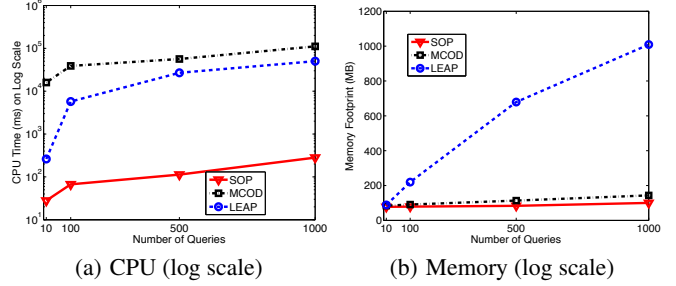 10^6
10^5
10^4
10^3
10^2
10^1
CPU Time (ms) on Log Scale
SOP
MCOD
LEAP
10 100 500 1000
Number of Queries
(a) CPU (log scale)
1200
1000
800
600
400
200
0
Memory Footprint (MB)
SOP
MCOD
LEAP
10 100 500 1000
Number of Queries
(b) Memory (log scale)